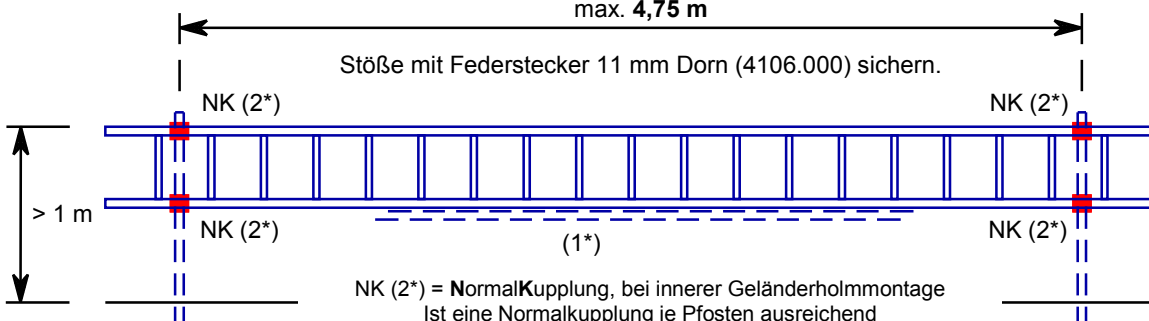 max. 4,75 m
Stöße mit Federstecker 11 mm Dorn (4106.000) sichern.
NK (2*)
NK (2*)
> 1 m
NK (2*)
NK (2*)
(1*)
NK (2*) = NormalKupplung, bei innerer Geländerholmmontage
Ist eine Normalkupplung je Pfosten ausreichend